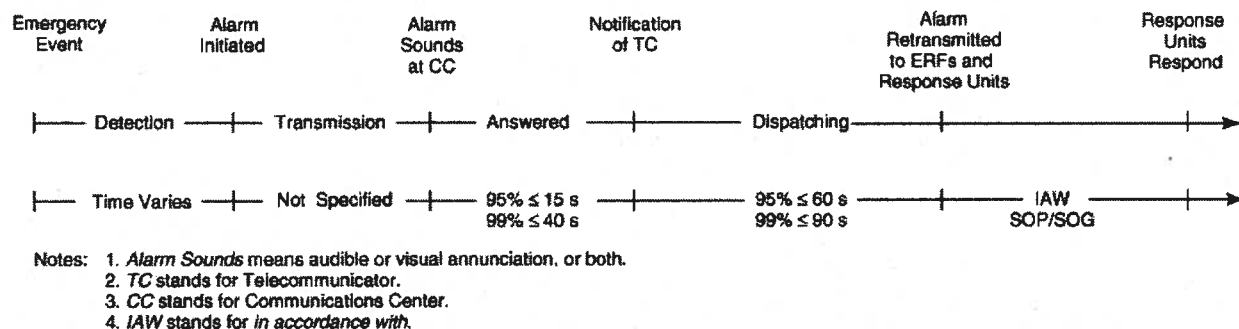 Emergency Event
Alarm Initiated
Alarm Sounds at CC
Notification of TC
Alarm Retransmitted to ERFs and Response Units
Response Units Respond
Detection
Transmission
Answered
Dispatching
Time Varies
Not Specified
95% ≤ 15 s
99% ≤ 40 s
95% ≤ 60 s
99% ≤ 90 s
IAW
SOP/SOG
Notes: 1. Alarm Sounds means audible or visual annunciation, or both.
2. TC stands for Telecommunicator.
3. CC stands for Communications Center.
4. IAW stands for in accordance with.